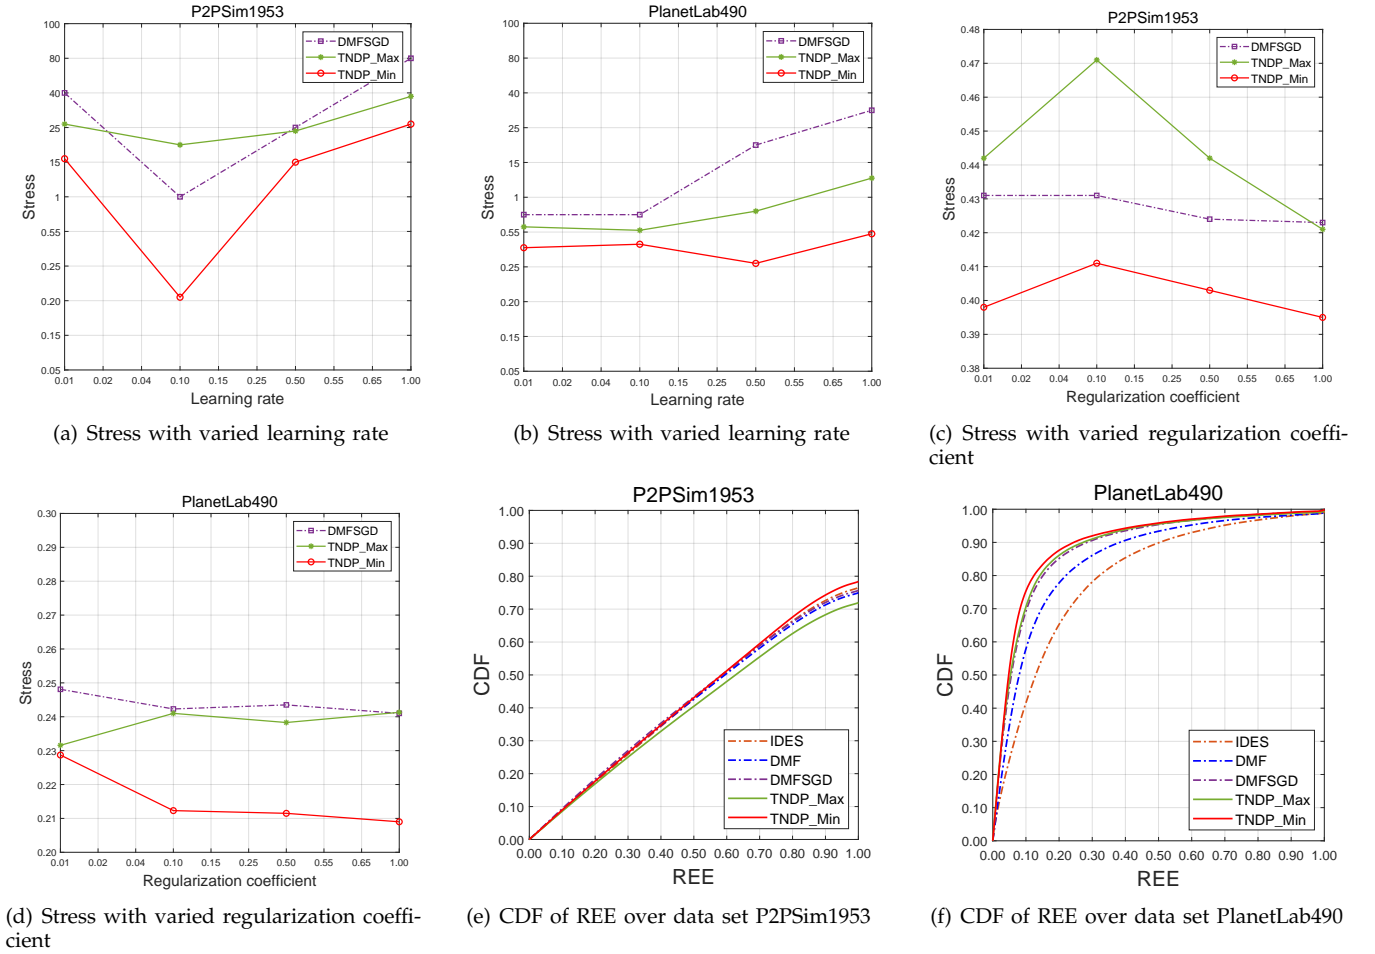 P2PSim1953
100
80
40
25
15
1
0.55
0.25
0.20
0.15
0.05
Stress
DMFSGD
TNDP_Max
TNDP_Min
0.01 0.02 0.04 0.10 0.25 0.50 0.55 0.65 1.00
Learning rate
(a) Stress with varied learning rate
PlanetLab490
100
80
40
25
15
1
0.55
0.25
0.20
0.15
0.05
Stress
DMFSGD
TNDP_Max
TNDP_Min
0.01 0.02 0.04 0.10 0.25 0.50 0.55 0.65 1.00
Learning rate
(b) Stress with varied learning rate
P2PSim1953
0.48
0.47
0.46
0.45
0.44
0.43
0.42
0.41
0.40
0.39
0.38
Stress
DMFSGD
TNDP_Max
TNDP_Min
0.01 0.02 0.04 0.10 0.15 0.50 0.55 0.65 1.00
Regularization coefficient
(c) Stress with varied regularization coeffi-
cient
PlanetLab490
0.30
0.29
0.28
0.27
0.26
0.25
0.24
0.23
0.22
0.21
0.20
Stress
DMFSGD
TNDP_Max
TNDP_Min
0.01 0.02 0.04 0.10 0.15 0.50 0.55 0.65 1.00
Regularization coefficient
(d) Stress with varied regularization coeffi-
cient
P2PSim1953
1.00
0.90
0.80
0.70
0.60
0.50
0.40
0.30
0.20
0.10
0.00
CDF
IDES
DMF
DMFSGD
TNDP_Max
TNDP_Min
0.00 0.10 0.20 0.30 0.40 0.50 0.60 0.70 0.80 0.90 1.00
REE
(e) CDF of REE over data set P2PSim1953
PlanetLab490
1.00
0.90
0.80
0.70
0.60
0.50
0.40
0.30
0.20
0.10
0.00
CDF
IDES
DMF
DMFSGD
TNDP_Max
TNDP_Min
0.00 0.10 0.20 0.30 0.40 0.50 0.60 0.70 0.80 0.90 1.00
REE
(f) CDF of REE over data set PlanetLab490